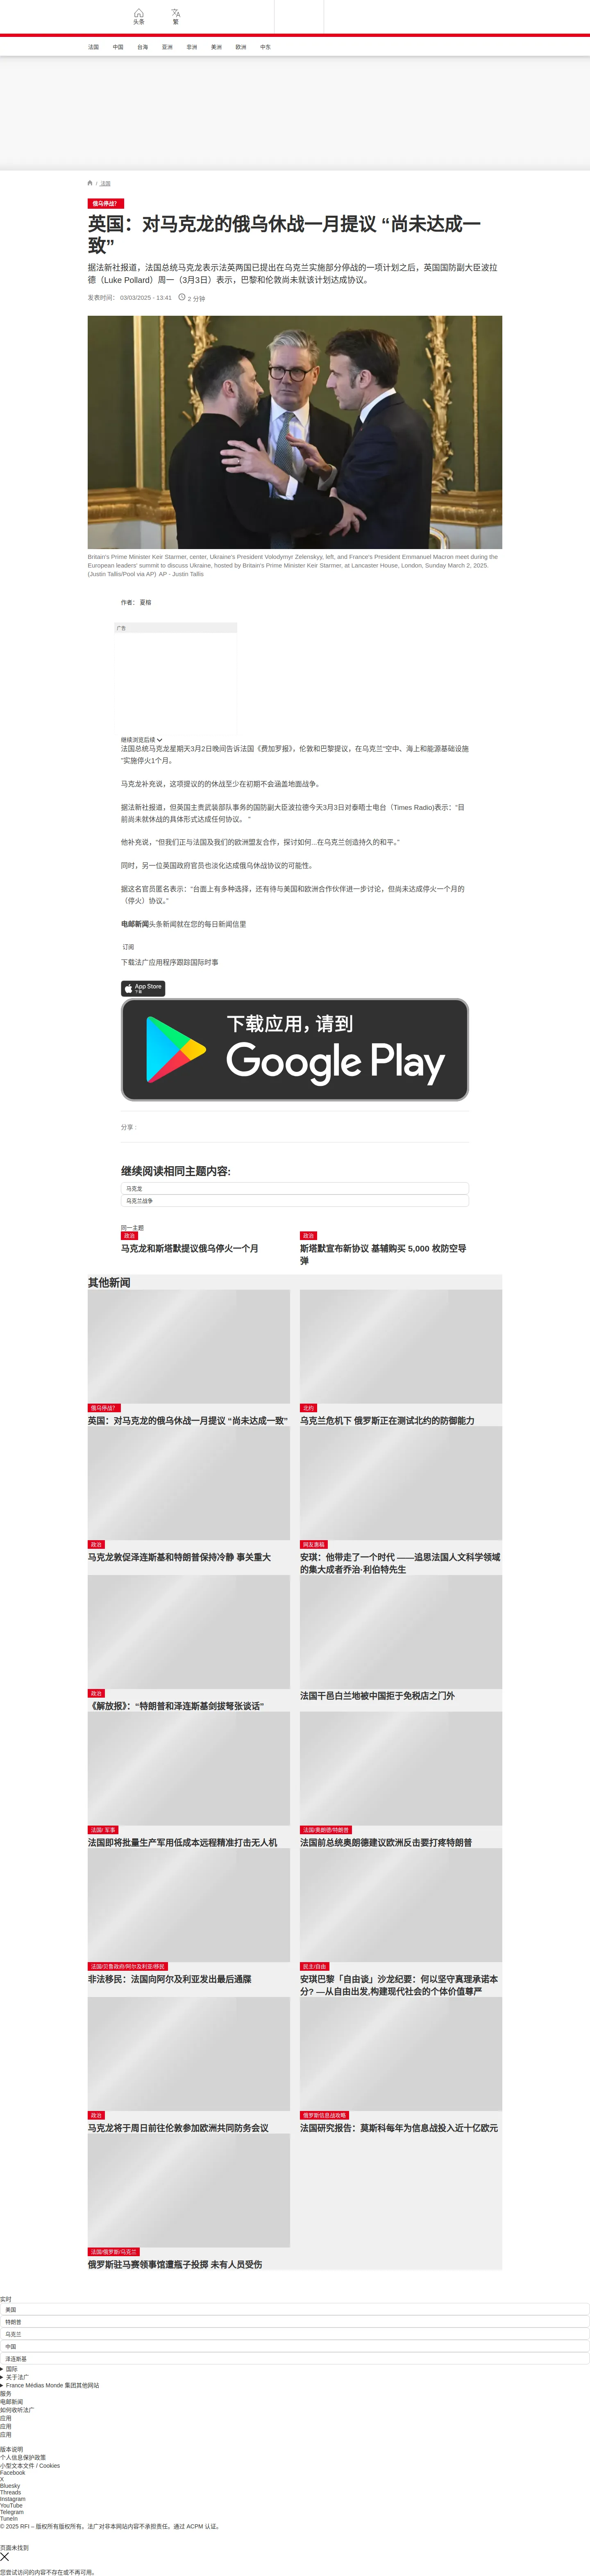 头条
繁
法国
中国
台海
亚洲
非洲
美洲
欧洲
中东
/ 法国
俄乌停战？
英国：对马克龙的俄乌休战一月提议 “尚未达成一
致”
据法新社报道，法国总统马克龙表示法英两国已提出在乌克兰实施部分停战的一项计划之后，英国国防副大臣波拉
德（Luke Pollard）周一（3月3日）表示，巴黎和伦敦尚未就该计划达成协议。
发表时间： 03/03/2025 - 13:41
2 分钟
Britain's Prime Minister Keir Starmer, center, Ukraine's President Volodymyr Zelenskyy, left, and France's President Emmanuel Macron meet during the
European leaders' summit to discuss Ukraine, hosted by Britain's Prime Minister Keir Starmer, at Lancaster House, London, Sunday March 2, 2025.
(Justin Tallis/Pool via AP) AP - Justin Tallis
作者： 夏榕
广告
继续浏览后续
法国总统马克龙星期天3月2日晚间告诉法国《费加罗报》，伦敦和巴黎提议，在乌克兰”空中、海上和能源基础设施
”实施停火1个月。
马克龙补充说，这项提议的的休战至少在初期不会涵盖地面战争。
据法新社报道，但英国主责武装部队事务的国防副大臣波拉德今天3月3日对泰晤士电台（Times Radio)表示：“目
前尚未就休战的具体形式达成任何协议。 ”
他补充说，“但我们正与法国及我们的欧洲盟友合作，探讨如何...在乌克兰创造持久的和平。”
同时，另一位英国政府官员也淡化达成俄乌休战协议的可能性。
据这名官员匿名表示：“台面上有多种选择，还有待与美国和欧洲合作伙伴进一步讨论，但尚未达成停火一个月的
（停火）协议。”
电邮新闻头条新闻就在您的每日新闻信里
订阅
下载法广应用程序跟踪国际时事
App Store
下载
下载应用，请到
Google Play
分享 :
继续阅读相同主题内容:
马克龙
乌克兰战争
同一主题
政治
马克龙和斯塔默提议俄乌停火一个月
政治
斯塔默宣布新协议 基辅购买 5,000 枚防空导
弹
其他新闻
俄乌停战？
英国：对马克龙的俄乌休战一月提议 “尚未达成一致”
北约
乌克兰危机下 俄罗斯正在测试北约的防御能力
政治
马克龙敦促泽连斯基和特朗普保持冷静 事关重大
网友惠稿
安琪：他带走了一个时代 ——追思法国人文科学领域
的集大成者乔治·利伯特先生
政治
《解放报》：“特朗普和泽连斯基剑拔弩张谈话”
法国干邑白兰地被中国拒于免税店之门外
法国/ 军事
法国即将批量生产军用低成本远程精准打击无人机
法国/奥朗德/特朗普
法国前总统奥朗德建议欧洲反击要打疼特朗普
法国/贝鲁政府/阿尔及利亚/移民
非法移民：法国向阿尔及利亚发出最后通牒
民主/自由
安琪巴黎「自由谈」沙龙纪要：何以坚守真理承诺本
分? —从自由出发,构建现代社会的个体价值尊严
政治
马克龙将于周日前往伦敦参加欧洲共同防务会议
俄罗斯信息战攻略
法国研究报告：莫斯科每年为信息战投入近十亿欧元
法国/俄罗斯/乌克兰
俄罗斯驻马赛领事馆遭瓶子投掷 未有人员受伤
实时
美国
特朗普
乌克兰
中国
泽连斯基
国际
关于法广
France Médias Monde 集团其他网站
服务
电邮新闻
如何收听法广
应用
应用
应用
版本说明
个人信息保护政策
小型文本文件 / Cookies
Facebook
X
Bluesky
Threads
Instagram
YouTube
Telegram
TuneIn
© 2025 RFI – 版权所有版权所有。法广对非本网站内容不承担责任。通过 ACPM 认证。
页面未找到
您尝试访问的内容不存在或不再可用。